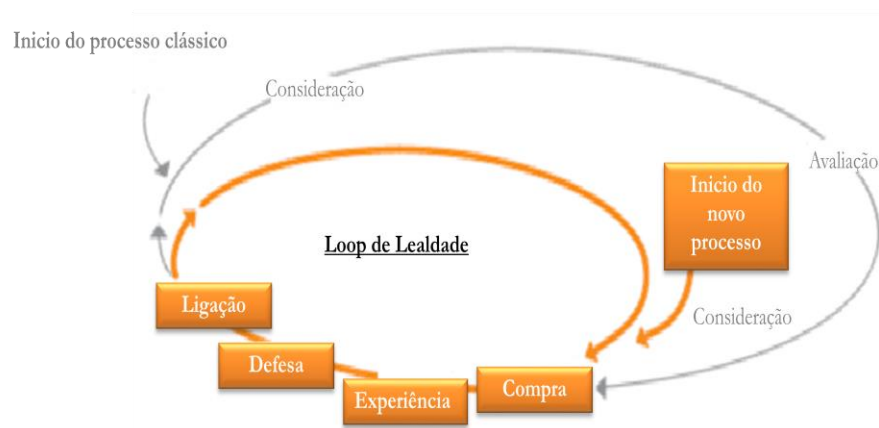 Inicio do processo clássico
Consideração
Avaliação
Inicio do
novo
processo
Loop de Lealdade
Ligação
Consideração
Defesa
Experiência
Compra